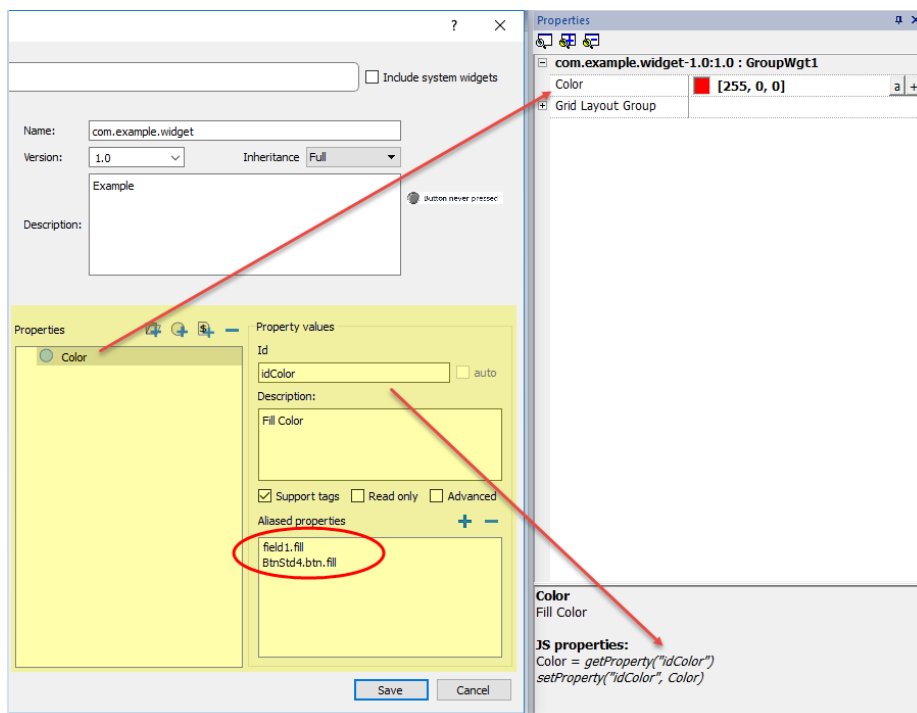 ?
Include system widgets
Name:
com.example.widget
Version:
1.0
Inheritance
Full
Description:
Example
Button never pressed
Properties
Color
Property values
Id
idColor
auto
Description:
Fill Color
Support tags
Read only
Advanced
Aliased properties
field1.fill
BtnStd4.btn.fill
Save
Cancel
Properties
com.example.widget-1.0:1.0 : GroupWgt1
Color
[255, 0, 0]
a
+
Grid Layout Group
Color
Fill Color
JS properties:
Color = getProperty("idColor")
setProperty("idColor", Color)